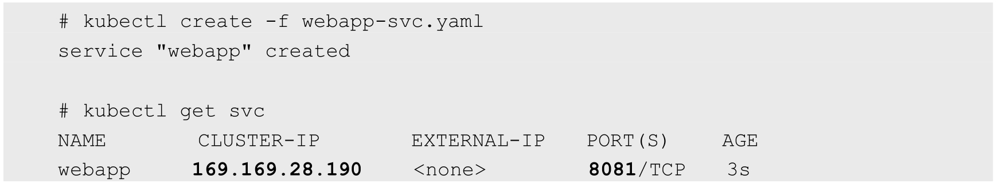 # kubectl create -f webapp-svc.yaml
service "webapp" created
# kubectl get svc
NAME CLUSTER-IP EXTERNAL-IP PORT(S) AGE
webapp 169.169.28.190 <none> 8081/TCP 3s